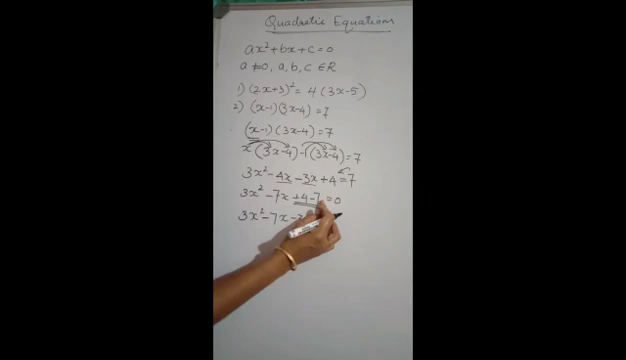 Quadratic Equations
ax²+bx+c=0
a≠0, a,b,c ∈R
1) (2x+3)² = 4(3x-5)
2) (x-1)(3x-4)=7
(x-1)(3x-4)=7
x(3x-4)-1(3x-4)=7
3x²-4x-3x+4=7
3x²-7x+4-7=0
3x²-7x-3